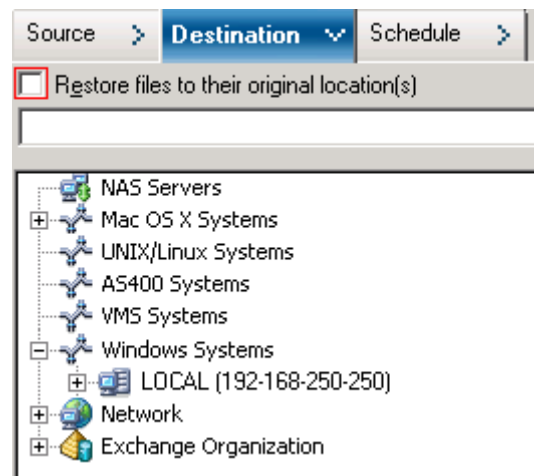 Source Destination Schedule
Restore files to their original location(s)
NAS Servers
Mac OS X Systems
UNIX/Linux Systems
AS400 Systems
VMS Systems
Windows Systems
LOCAL (192-168-250-250)
Network
Exchange Organization